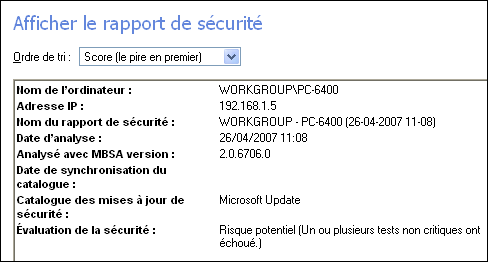 Afficher le rapport de sécurité
Ordre de tri : Score (le pire en premier)
Nom de l'ordinateur : WORKGROUP\PC-6400
Adresse IP : 192.168.1.5
Nom du rapport de sécurité : WORKGROUP - PC-6400 (26-04-2007 11-08)
Date d'analyse : 26/04/2007 11:08
Analysé avec MBSA version : 2.0.6706.0
Date de synchronisation du
catalogue :
Catalogue des mises à jour de Microsoft Update
sécurité :
Évaluation de la sécurité : Risque potentiel (Un ou plusieurs tests non critiques ont
échoué.)